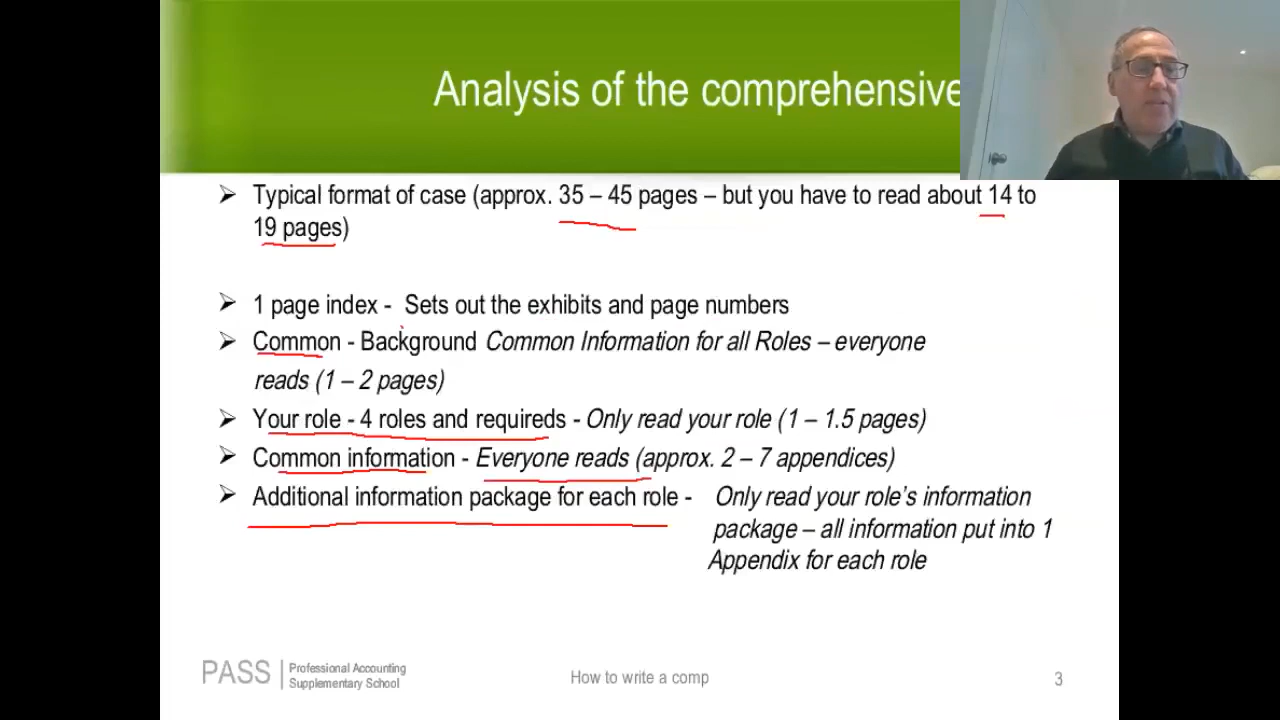 Analysis of the comprehensive
➢ Typical format of case (approx. 35 – 45 pages – but you have to read about 14 to
19 pages)
➢ 1 page index - Sets out the exhibits and page numbers
➢ Common - Background Common Information for all Roles – everyone
reads (1 – 2 pages)
➢ Your role - 4 roles and requireds - Only read your role (1 – 1.5 pages)
➢ Common information - Everyone reads (approx. 2 – 7 appendices)
➢ Additional information package for each role - Only read your role's information
package – all information put into 1
Appendix for each role
PASS Professional Accounting
Supplementary School
How to write a comp
3